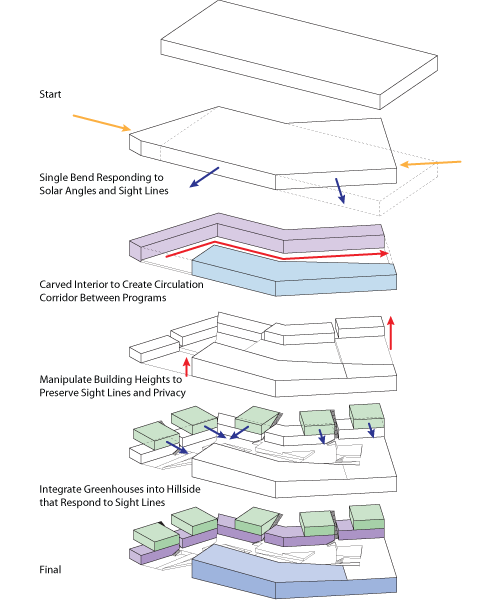 Start
Single Bend Responding to
Solar Angles and Sight Lines
Carved Interior to Create Circulation
Corridor Between Programs
Manipulate Building Heights to
Preserve Sight Lines and Privacy
Integrate Greenhouses into Hillside
that Respond to Sight Lines
Final